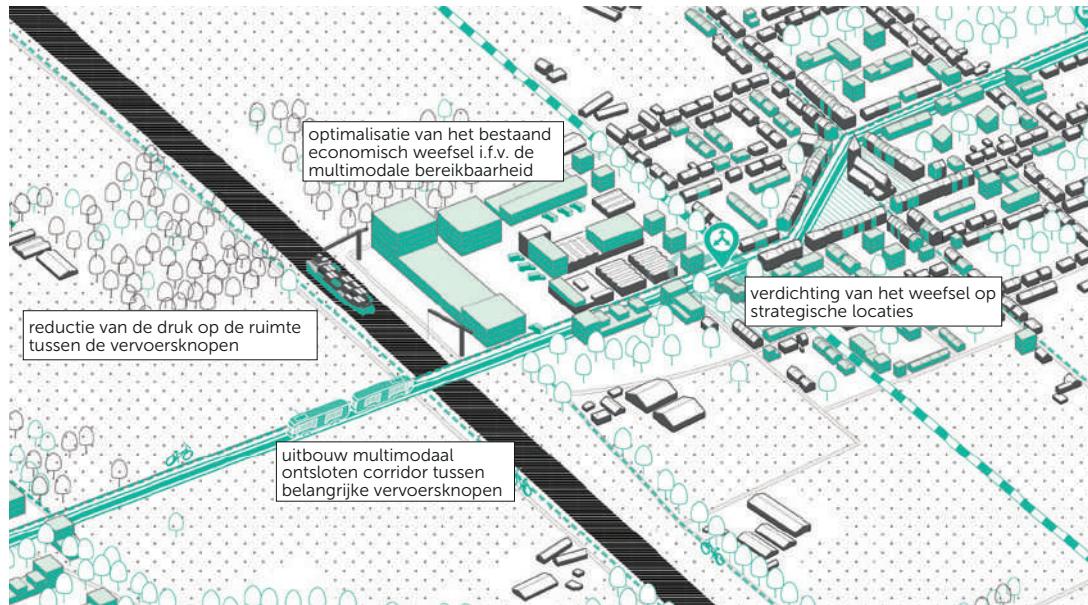 optimalisatie van het bestaand
economisch weefsel i.f.v. de
multimodale bereikbaarheid
verdichting van het weefsel op
strategische locaties
reductie van de druk op de ruimte
tussen de vervoersknopen
uitbouw multimodaal
ontsloten corridor tussen
belangrijke vervoersknopen